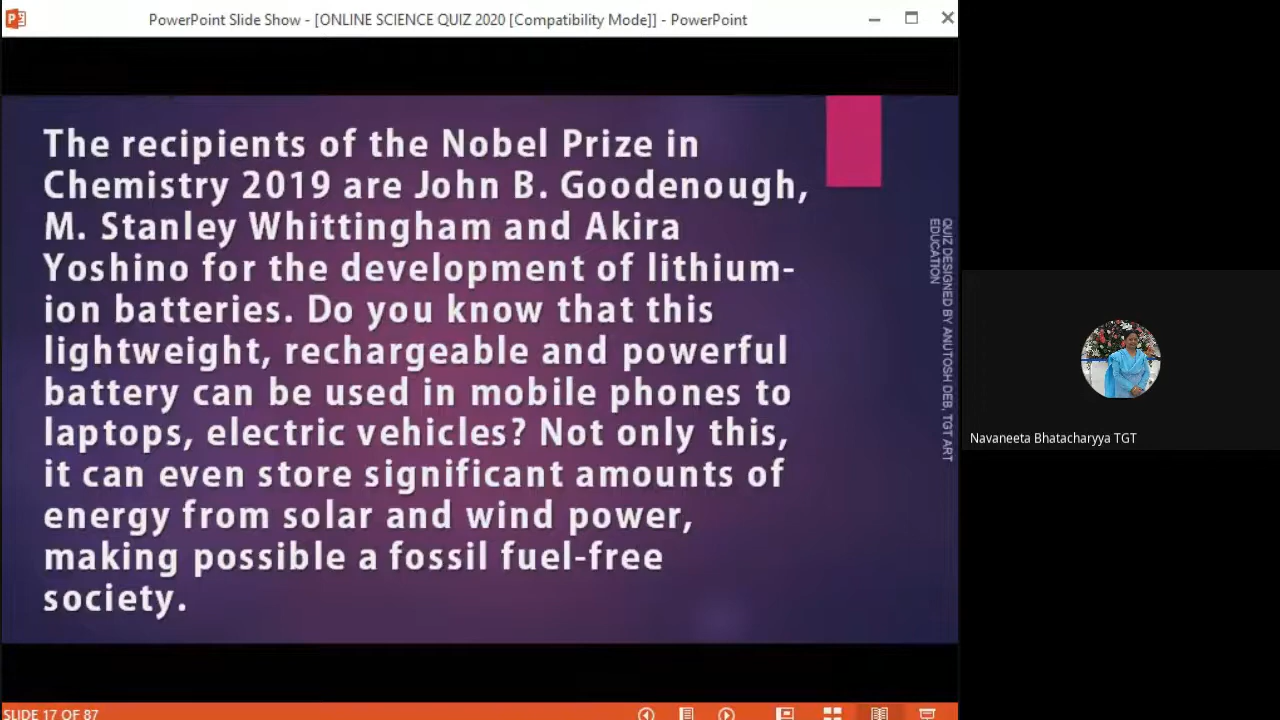 PowerPoint Slide Show - [ONLINE SCIENCE QUIZ 2020 [Compatibility Mode]] - PowerPoint
The recipients of the Nobel Prize in
Chemistry 2019 are John B. Goodenough,
M. Stanley Whittingham and Akira
Yoshino for the development of lithium-
ion batteries. Do you know that this
lightweight, rechargeable and powerful
battery can be used in mobile phones to
laptops, electric vehicles? Not only this,
it can even store significant amounts of
energy from solar and wind power,
making possible a fossil fuel-free
society.
QUIZ DESIGNED BY ANUTOSH DEB, TGT ART
EDUCATION
Navaneeta Bhatacharyya TGT
SLIDE 17 OF 87